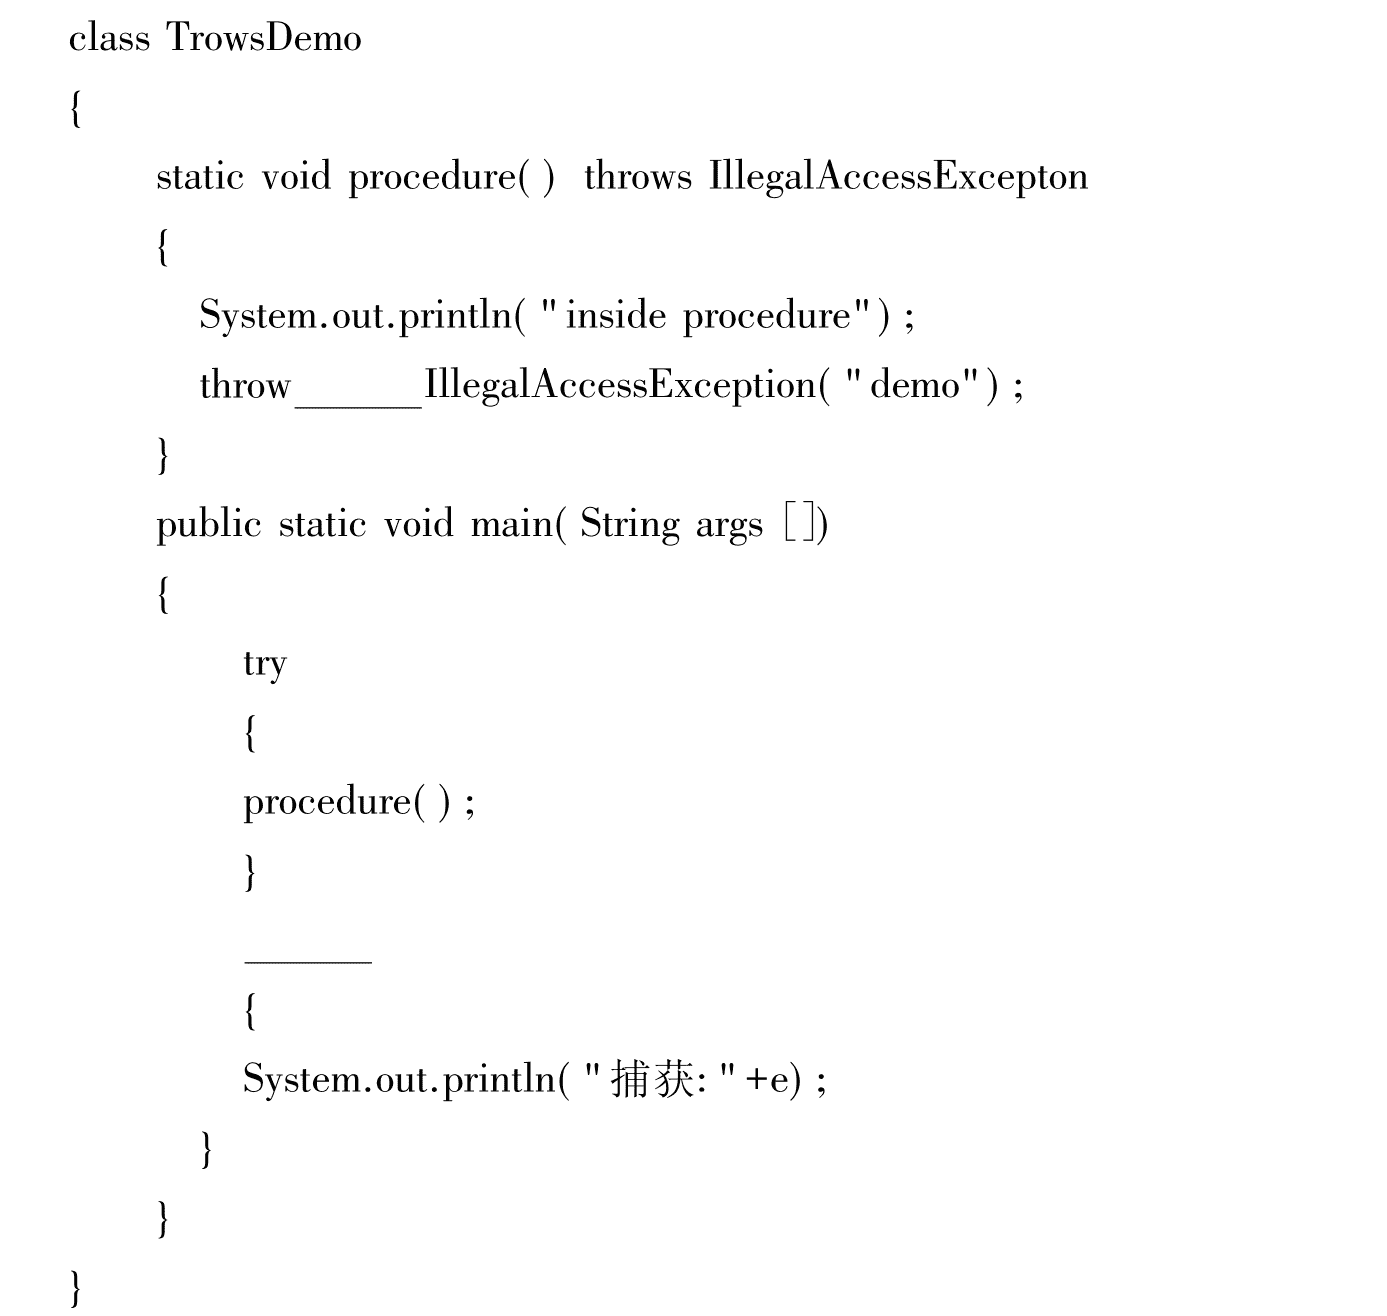 class TrowsDemo
{
static void procedure( ) throws IllegalAccessExcepton
{
System.out.println( "inside procedure") ;
throw______IllegalAccessException( "demo") ;
}
public static void main( String args [])
{
try
{
procedure( ) ;
}
______
{
System.out.println( "捕获: "+e) ;
}
}
}